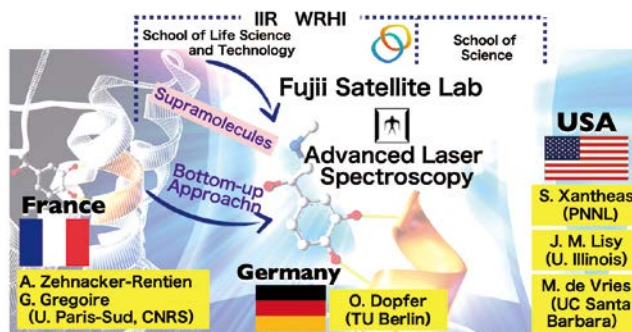 IIR WRHI
School of Life Science
and Technology
School of
Science
Fujii Satellite Lab
Supramolecules
Advanced Laser
Spectroscopy
Bottom-up
Approachn
USA
S. Xantheas
(PNNL)
J. M. Lisy
(U. Illinois)
M. de Vries
(UC Santa
Barbara)
France
A. Zehnacker-Rentien
G. Gregoire
(U. Paris-Sud, CNRS)
Germany
O. Dopfer
(TU Berlin)